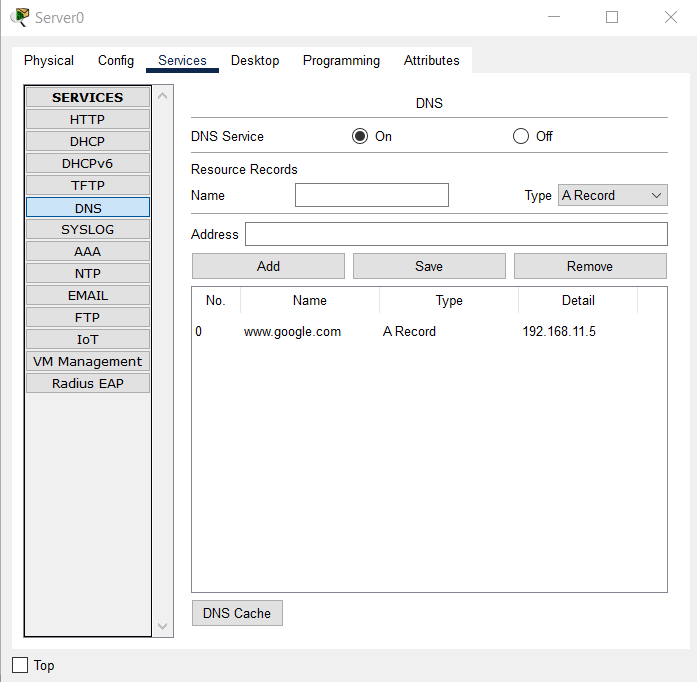 Server0
Physical Config Services Desktop Programming Attributes
SERVICES
HTTP
DHCP
DHCPv6
TFTP
DNS
SYSLOG
AAA
NTP
EMAIL
FTP
IoT
VM Management
Radius EAP
DNS
DNS Service On Off
Resource Records
Name Type A Record
Address
Add Save Remove
No. Name Type Detail
0 www.google.com A Record 192.168.11.5
DNS Cache
Top